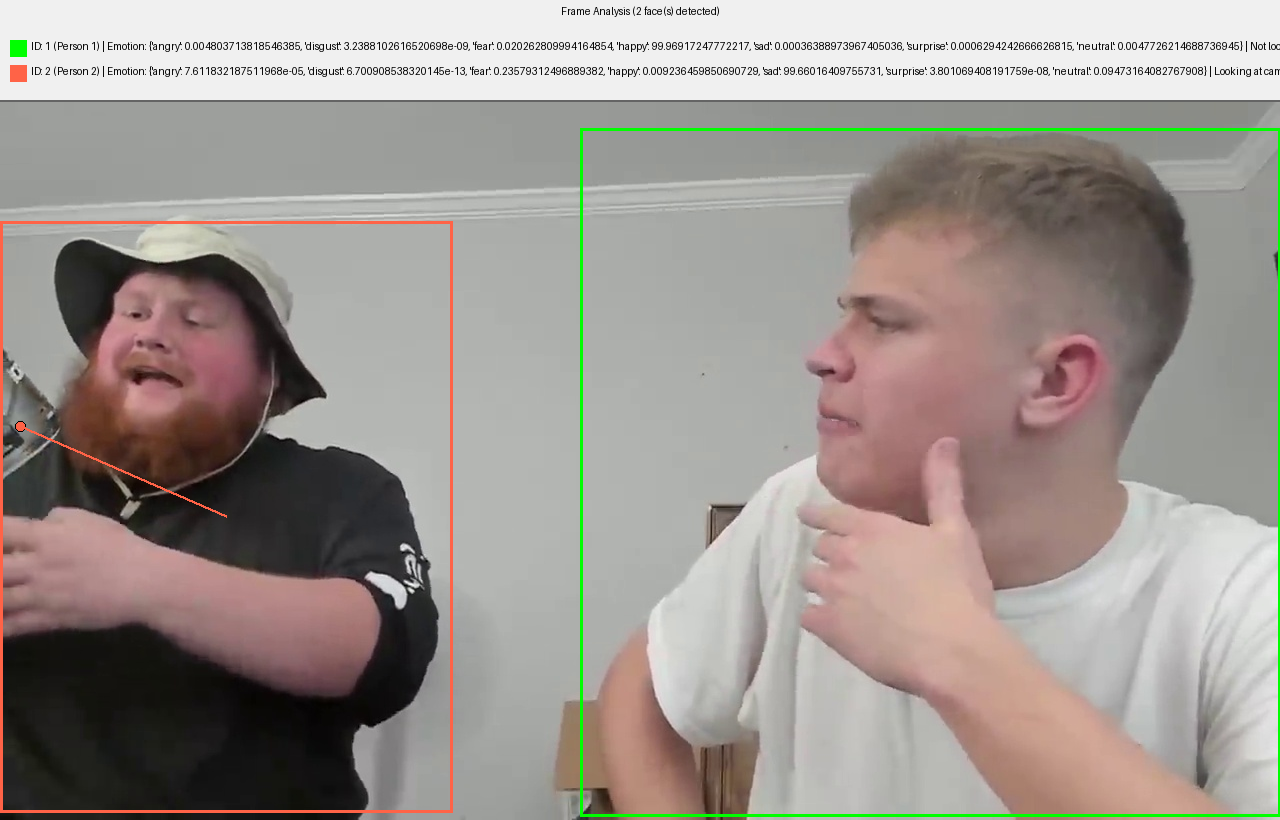 Frame Analysis (2 face(s) detected)
ID: 1 (Person 1) | Emotion: {'angry': 0.004803713818546385, 'disgust': 3.2388102616520698e-09, 'fear': 0.020262809994164854, 'happy': 99.96917247772217, 'sad': 0.00036388973967405036, 'surprise': 0.0006294242666626815, 'neutral': 0.0047726214688736945} | Not loo
ID: 2 (Person 2) | Emotion: {'angry': 7.611832187511968e-05, 'disgust': 6.700908538320145e-13, 'fear': 0.23579312496889382, 'happy': 0.009236459850690729, 'sad': 99.66016409755731, 'surprise': 3.801069408191759e-08, 'neutral': 0.09473164082767908} | Looking at cam